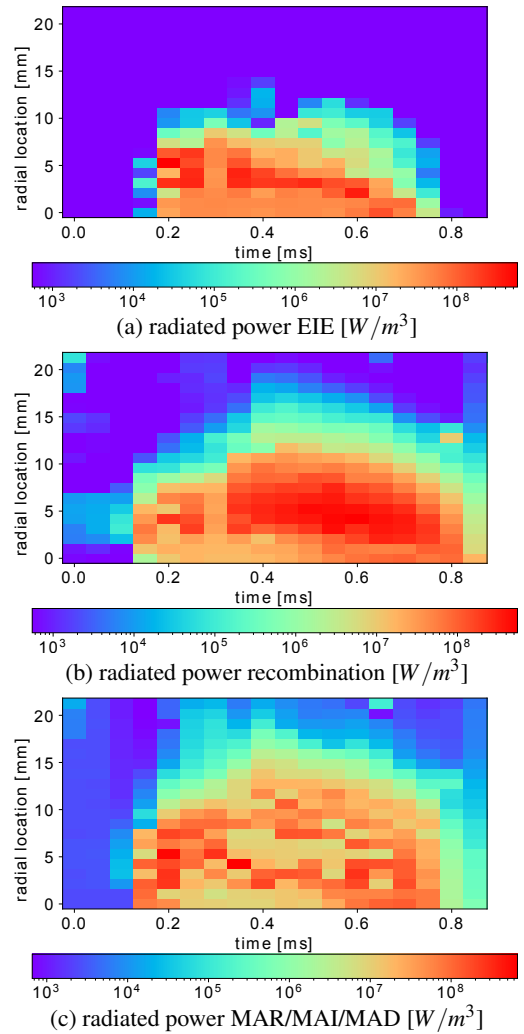 20
15
10
5
0
radial location [mm]
0.0 0.2 0.4 0.6 0.8
time [ms]
10³ 10⁴ 10⁵ 10⁶ 10⁷ 10⁸
(a) radiated power EIE [W/m³]
20
15
10
5
0
radial location [mm]
0.0 0.2 0.4 0.6 0.8
time [ms]
10³ 10⁴ 10⁵ 10⁶ 10⁷ 10⁸
(b) radiated power recombination [W/m³]
20
15
10
5
0
radial location [mm]
0.0 0.2 0.4 0.6 0.8
time [ms]
10³ 10⁴ 10⁵ 10⁶ 10⁷ 10⁸
(c) radiated power MAR/MAI/MAD [W/m³]